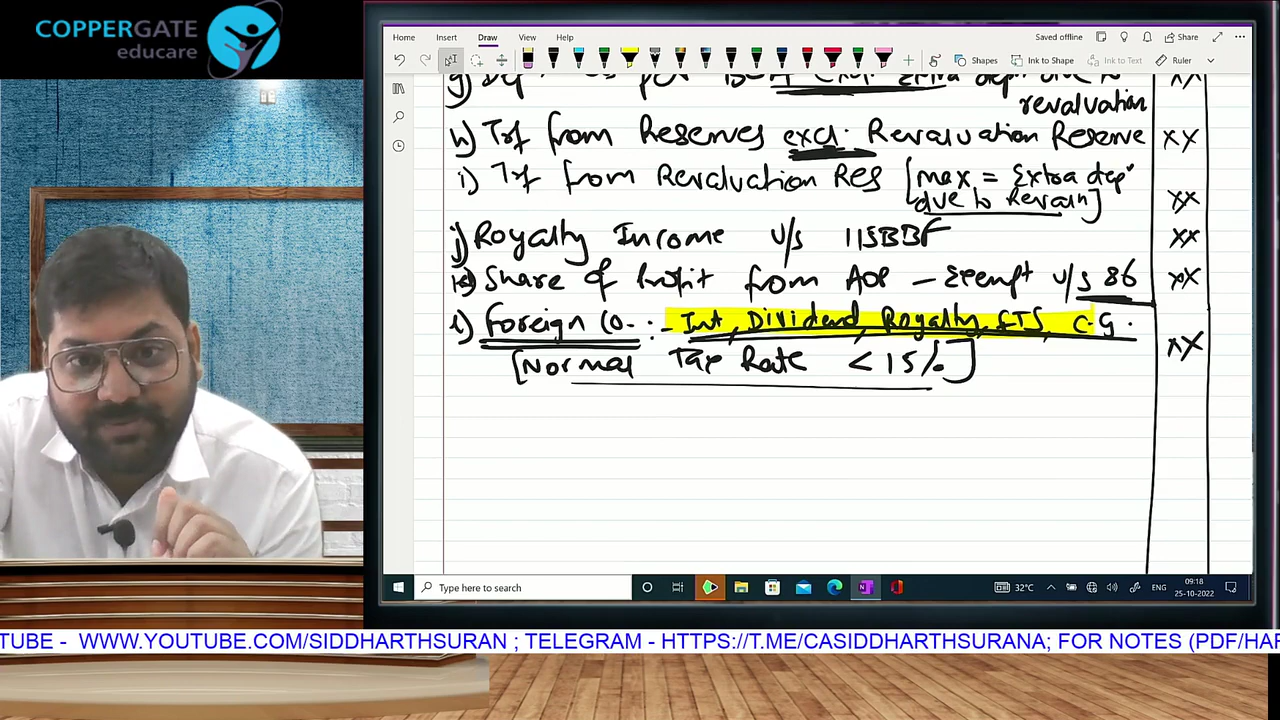 COPPERGATE
educare
Home Insert Draw View Help
Saved offline
Share
Shapes
Ink to Shape
Ink to Text
Ruler
revaluation
h) Trf from Reserves excl. Revaluation Reserve XX
i) Trf from Revaluation Res [max = Extra depn XX
due to Revaln]
j) Royalty Income u/s 115BBF XX
k) Share of Profit from AOP – Exempt u/s 86 XX
l) Foreign Co. : - Int, Dividend, Royalty, FTS, C.G. XX
[Normal Tax Rate < 15%]
Type here to search
32°C
ENG
09:18
25-10-2022
TUBE - WWW.YOUTUBE.COM/SIDDHARTHSURAN ; TELEGRAM - HTTPS://T.ME/CASIDDHARTHSURANA; FOR NOTES (PDF/HAR